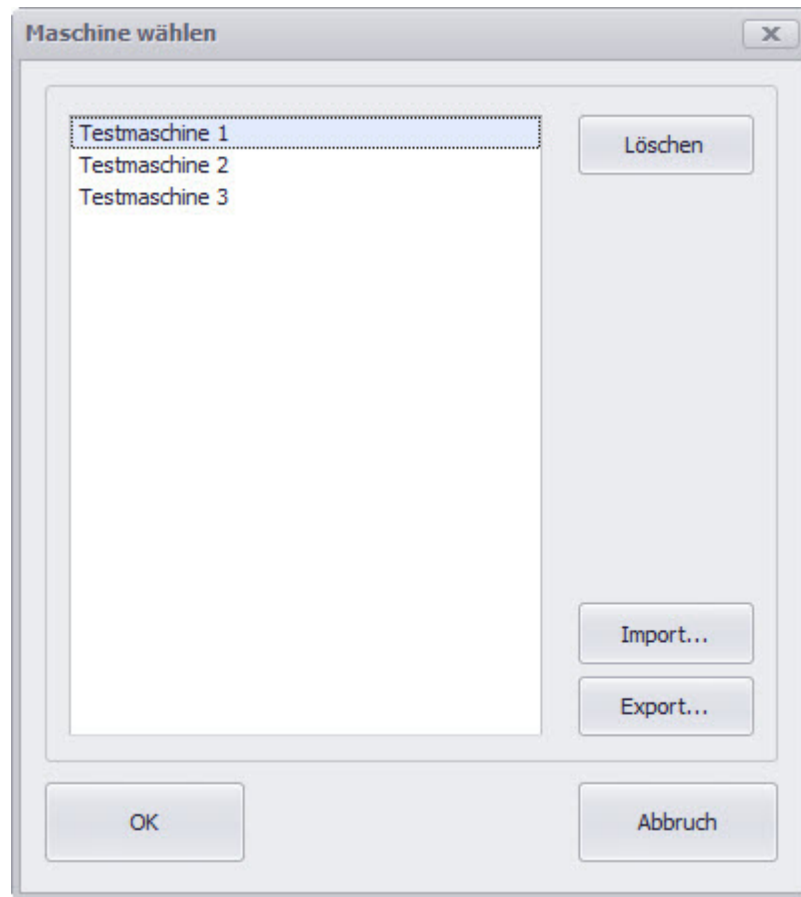 Maschine wählen
Testmaschine 1
Testmaschine 2
Testmaschine 3
Löschen
Import...
Export...
OK
Abbruch